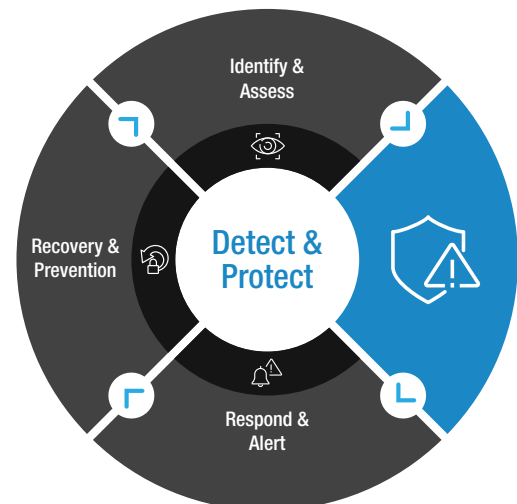 Identify &
Assess
Recovery &
Prevention
Detect &
Protect
Respond &
Alert